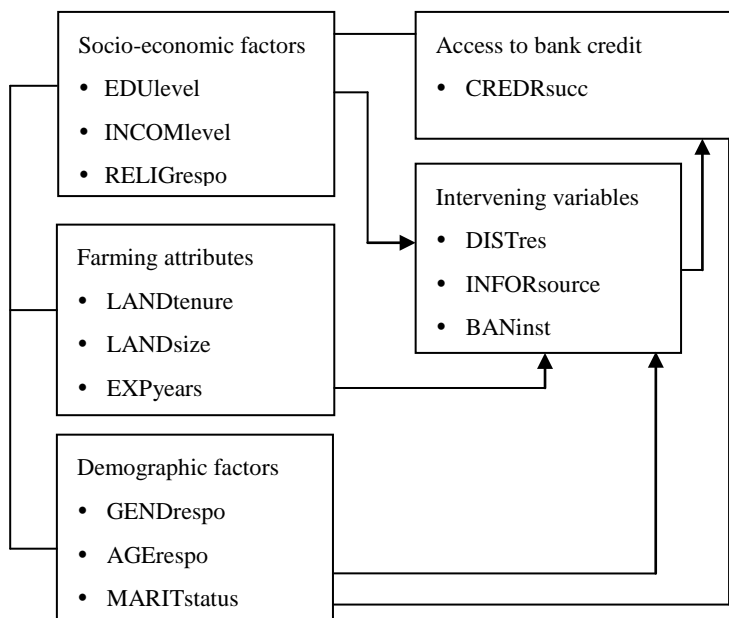 Socio-economic factors
• EDUlevel
• INCOMlevel
• RELIGrespo
Access to bank credit
• CREDRsucc
Intervening variables
• DISTres
• INFORsource
• BANinst
Farming attributes
• LANDtenure
• LANDsize
• EXPyears
Demographic factors
• GENDrespo
• AGErespo
• MARITstatus